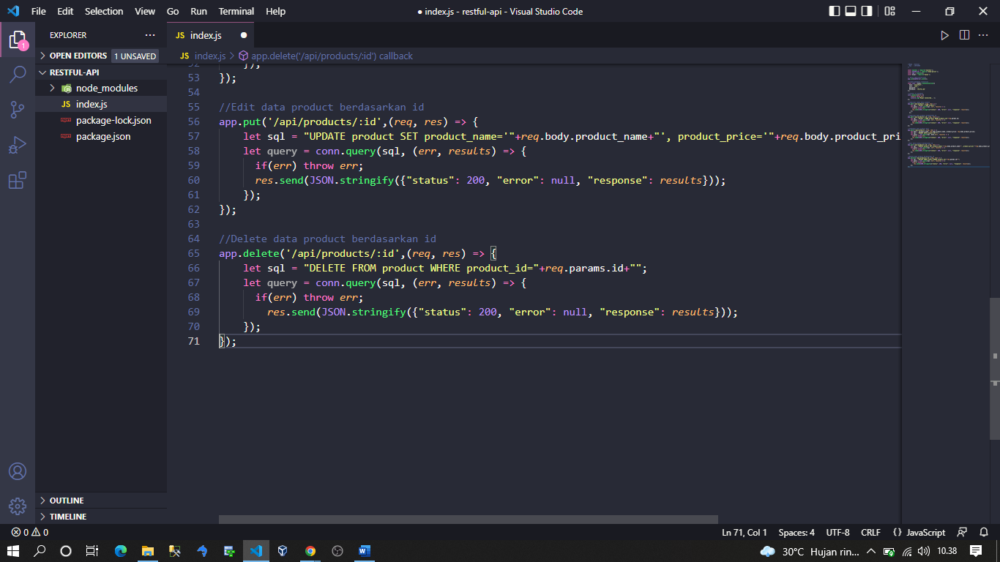 File Edit Selection View Go Run Terminal Help
● index.js - restful-api - Visual Studio Code
EXPLORER
JS index.js
OPEN EDITORS 1 UNSAVED
JS index.js > app.delete('/api/products/:id') callback
RESTFUL-API
node_modules
JS index.js
package-lock.json
package.json
52 });
53 });
54
55 //Edit data product berdasarkan id
56 app.put('/api/products/:id',(req, res) => {
57 let sql = "UPDATE product SET product_name='"+req.body.product_name+"', product_price='"+req.body.product_pri
58 let query = conn.query(sql, (err, results) => {
59 if(err) throw err;
60 res.send(JSON.stringify({"status": 200, "error": null, "response": results}));
61 });
62 });
63
64 //Delete data product berdasarkan id
65 app.delete('/api/products/:id',(req, res) => {
66 let sql = "DELETE FROM product WHERE product_id="+req.params.id+"";
67 let query = conn.query(sql, (err, results) => {
68 if(err) throw err;
69 res.send(JSON.stringify({"status": 200, "error": null, "response": results}));
70 });
71 });
1
OUTLINE
TIMELINE
0 0
Ln 71, Col 1 Spaces: 4 UTF-8 CRLF {} JavaScript
30°C Hujan rin... 10.38